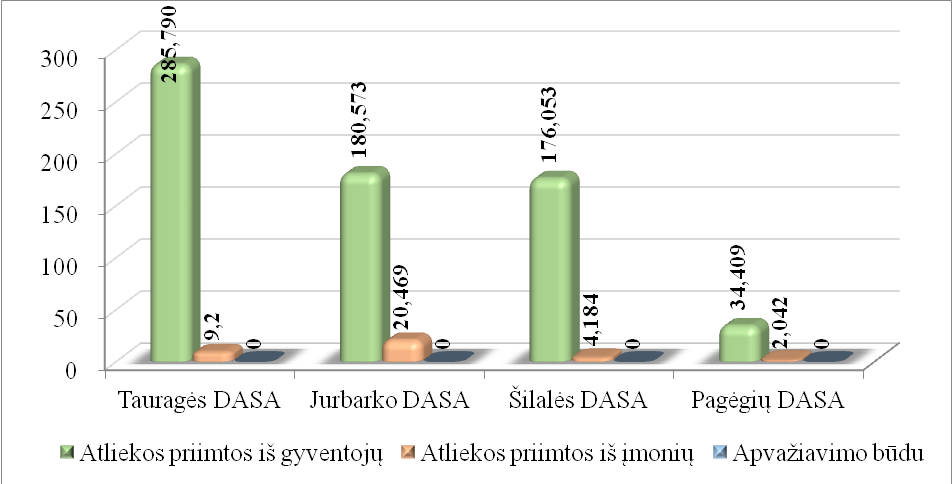 300
250
200
150
100
50
0
285,790
9,2
0
180,573
20,469
0
176,053
4,184
0
34,409
2,042
0
Tauragės DASA
Jurbarko DASA
Šilalės DASA
Pagėgių DASA
Atliekos priimtos iš gyventojų
Atliekos priimtos iš įmonių
Apvažiavimo būdu